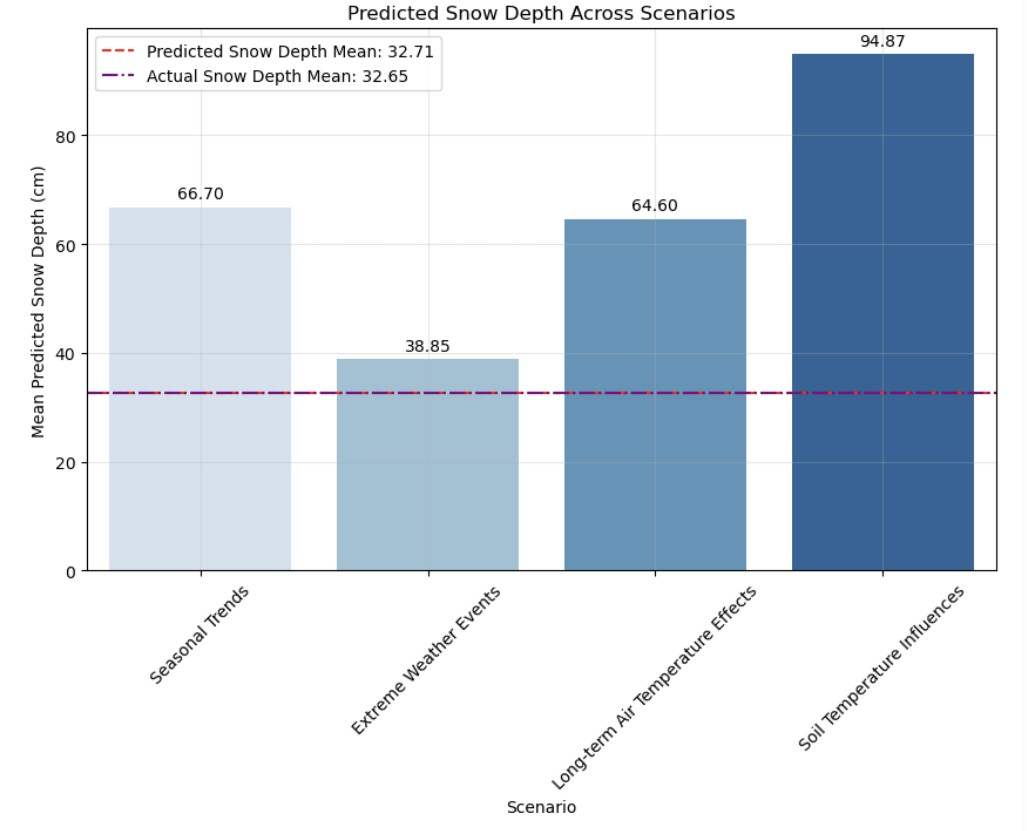 Predicted Snow Depth Across Scenarios
Predicted Snow Depth Mean: 32.71
Actual Snow Depth Mean: 32.65
94.87
66.70
64.60
38.85
Mean Predicted Snow Depth (cm)
80
60
40
20
0
Seasonal Trends
Extreme Weather Events
Long-term Air Temperature Effects
Soil Temperature Influences
Scenario